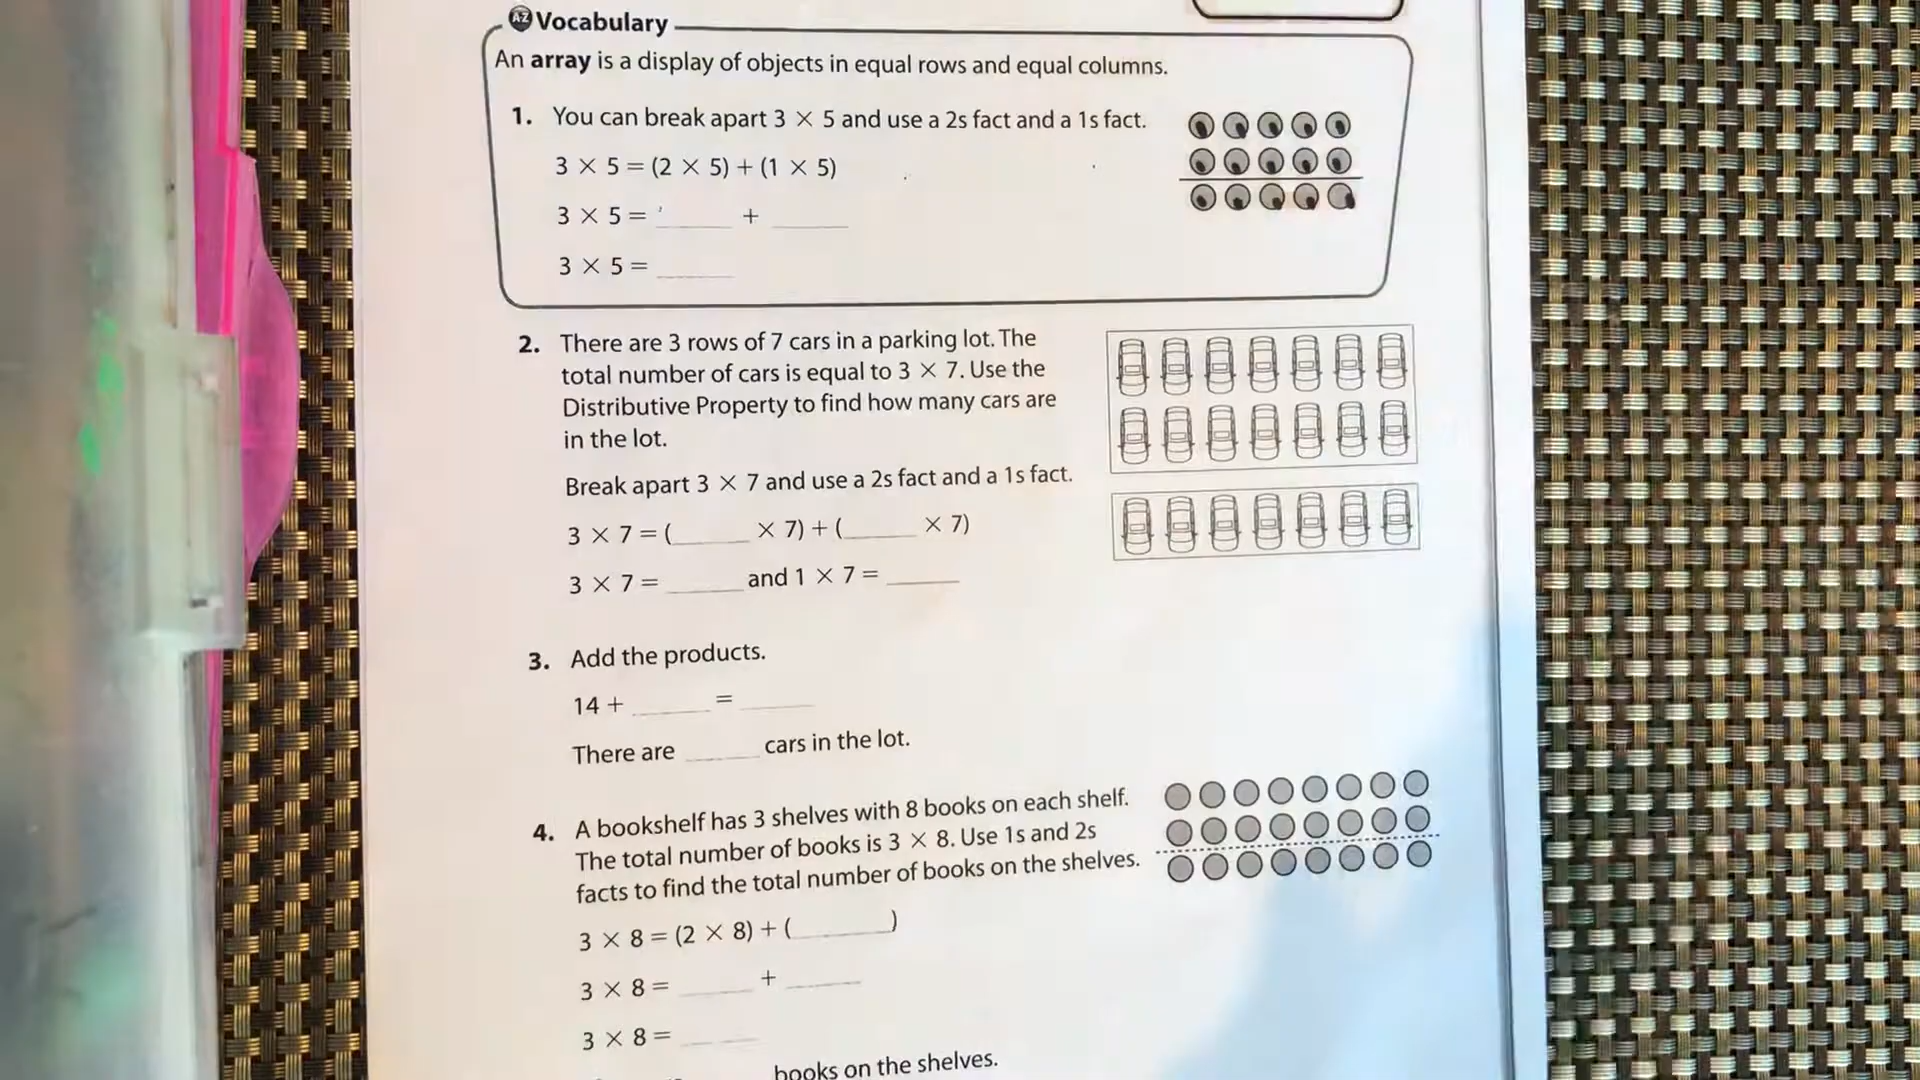 AZ Vocabulary
An array is a display of objects in equal rows and equal columns.
1. You can break apart 3 × 5 and use a 2s fact and a 1s fact.
3 × 5 = (2 × 5) + (1 × 5)
3 × 5 = ____ + ____
3 × 5 = ____
2. There are 3 rows of 7 cars in a parking lot. The
total number of cars is equal to 3 × 7. Use the
Distributive Property to find how many cars are
in the lot.
Break apart 3 × 7 and use a 2s fact and a 1s fact.
3 × 7 = (____ × 7) + (____ × 7)
3 × 7 = ____ and 1 × 7 = ____
3. Add the products.
14 + ____ = ____
There are ____ cars in the lot.
4. A bookshelf has 3 shelves with 8 books on each shelf.
The total number of books is 3 × 8. Use 1s and 2s
facts to find the total number of books on the shelves.
3 × 8 = (2 × 8) + (____)
3 × 8 = ____ + ____
3 × 8 = ____
books on the shelves.